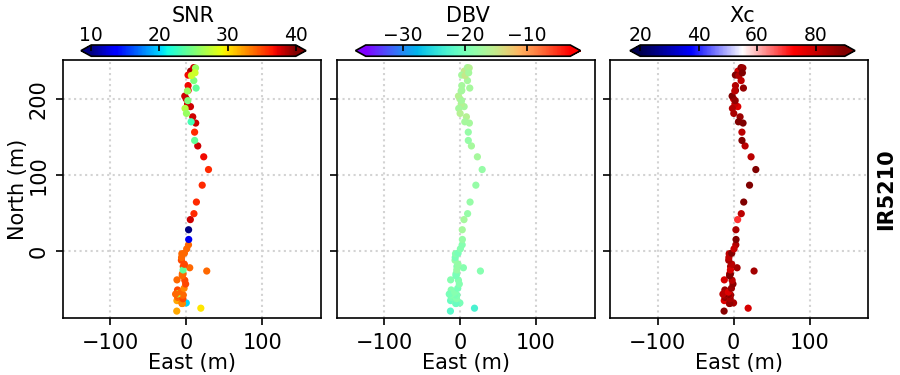 SNR DBV Xc
10 20 30 40 −30 −20 −10 20 40 60 80
North (m)
200
100
0
IR5210
−100 0 100 −100 0 100 −100 0 100
East (m) East (m) East (m)